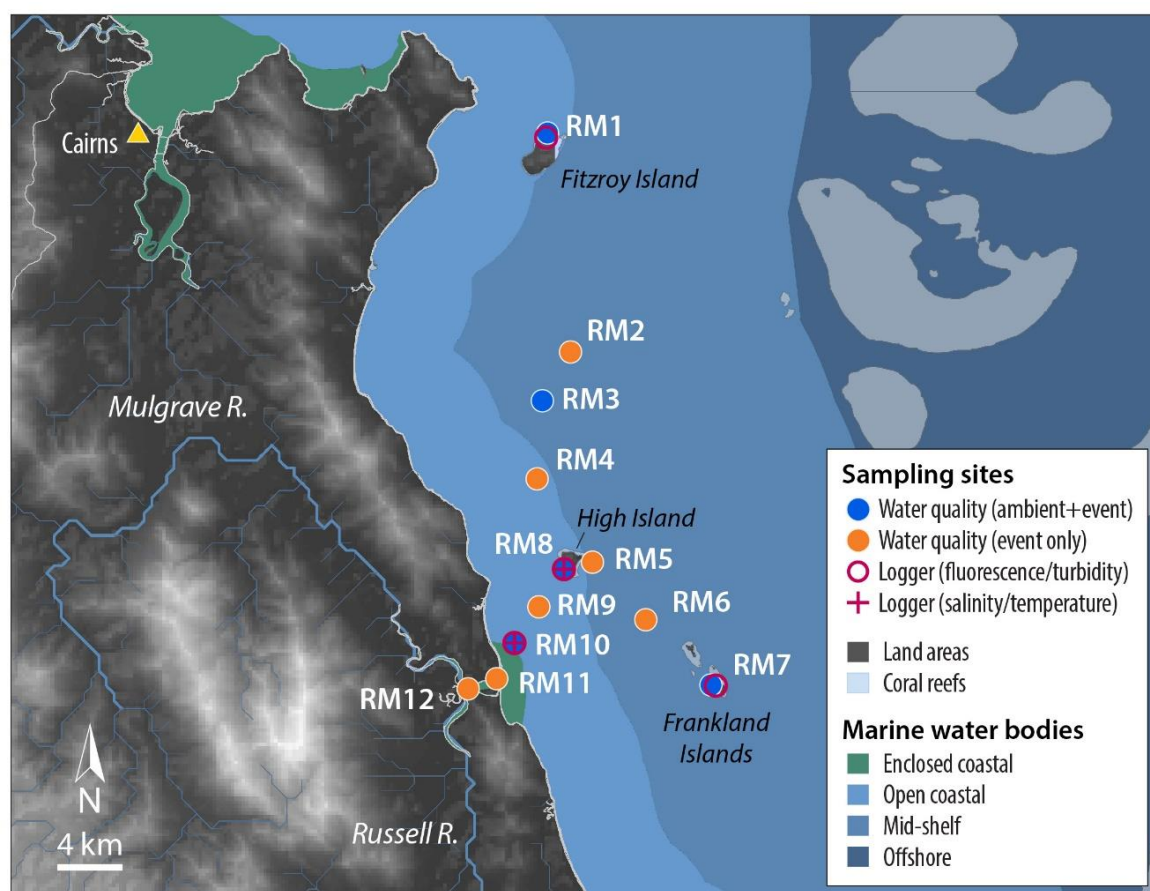 Cairns
RM1
Fitzroy Island
RM2
RM3
Mulgrave R.
RM4
High Island
RM8
RM5
RM9
RM6
RM10
RM7
RM11
RM12
Frankland
Islands
N
4 km
Russell R.
Sampling sites
Water quality (ambient+event)
Water quality (event only)
Logger (fluorescence/turbidity)
Logger (salinity/temperature)
Land areas
Coral reefs
Marine water bodies
Enclosed coastal
Open coastal
Mid-shelf
Offshore